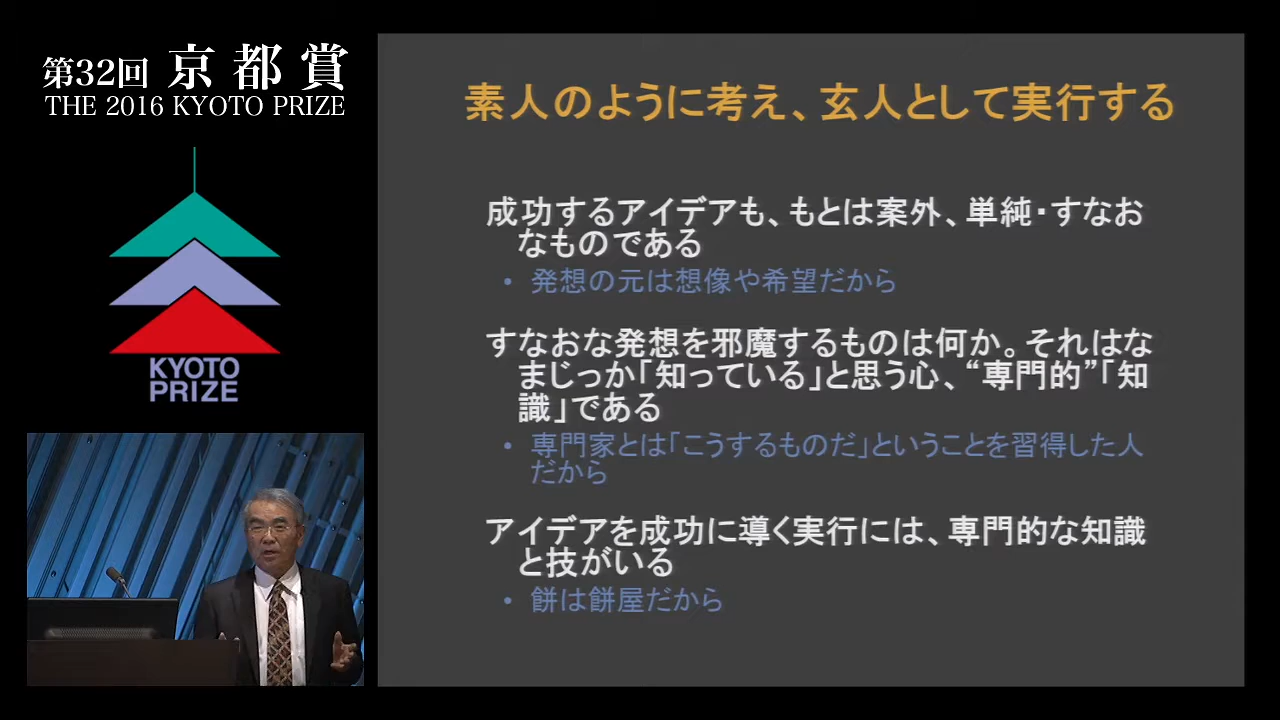 第32回 京都賞
THE 2016 KYOTO PRIZE
KYOTO
PRIZE
素人のように考え、玄人として実行する
成功するアイデアも、もとは案外、単純・すなお
なものである
• 発想の元は想像や希望だから
すなおな発想を邪魔するものは何か。それはな
まじっか「知っている」と思う心、“専門的”「知
識」である
• 専門家とは「こうするものだ」ということを習得した人
だから
アイデアを成功に導く実行には、専門的な知識
と技がいる
• 餅は餅屋だから